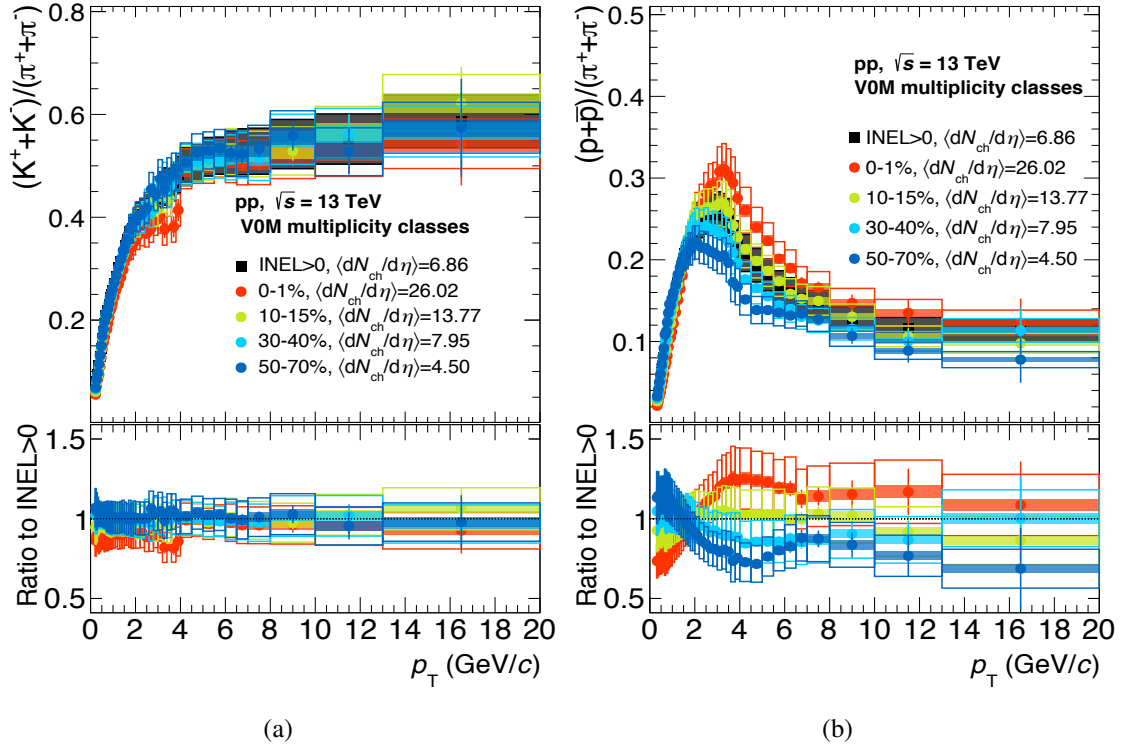 (K⁺+K⁻)/(π⁺+π⁻)
0.8
0.6
0.4
0.2
pp, √s = 13 TeV
V0M multiplicity classes
INEL>0, ⟨dN_ch/dη⟩=6.86
0-1%, ⟨dN_ch/dη⟩=26.02
10-15%, ⟨dN_ch/dη⟩=13.77
30-40%, ⟨dN_ch/dη⟩=7.95
50-70%, ⟨dN_ch/dη⟩=4.50
Ratio to INEL>0
1.5
1
0.5
0 2 4 6 8 10 12 14 16 18 20
p_T (GeV/c)
(a)
(p+p̄)/(π⁺+π⁻)
0.5
0.4
0.3
0.2
0.1
pp, √s = 13 TeV
V0M multiplicity classes
INEL>0, ⟨dN_ch/dη⟩=6.86
0-1%, ⟨dN_ch/dη⟩=26.02
10-15%, ⟨dN_ch/dη⟩=13.77
30-40%, ⟨dN_ch/dη⟩=7.95
50-70%, ⟨dN_ch/dη⟩=4.50
Ratio to INEL>0
1.5
1
0.5
0 2 4 6 8 10 12 14 16 18 20
p_T (GeV/c)
(b)